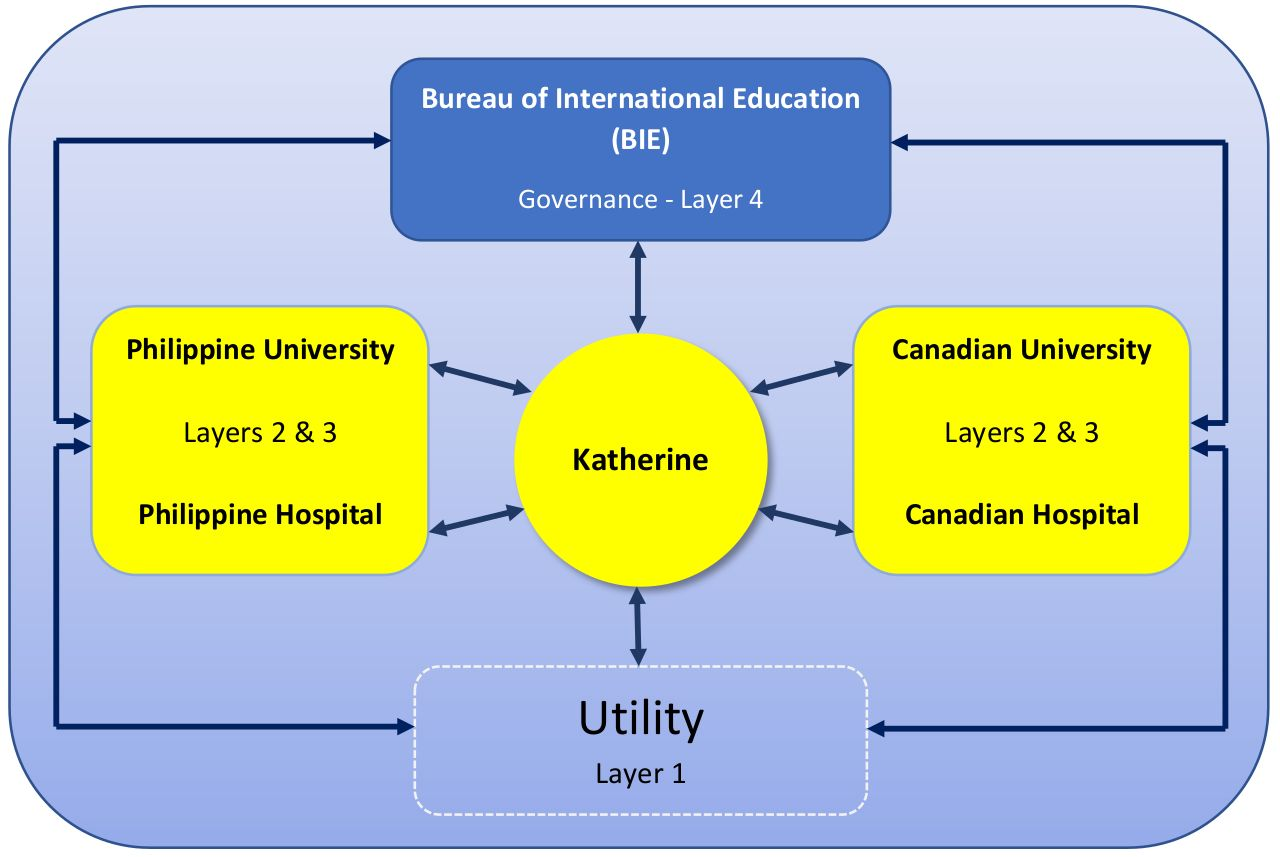 Bureau of International Education
(BIE)
Governance - Layer 4
Philippine University
Layers 2 & 3
Philippine Hospital
Katherine
Canadian University
Layers 2 & 3
Canadian Hospital
Utility
Layer 1